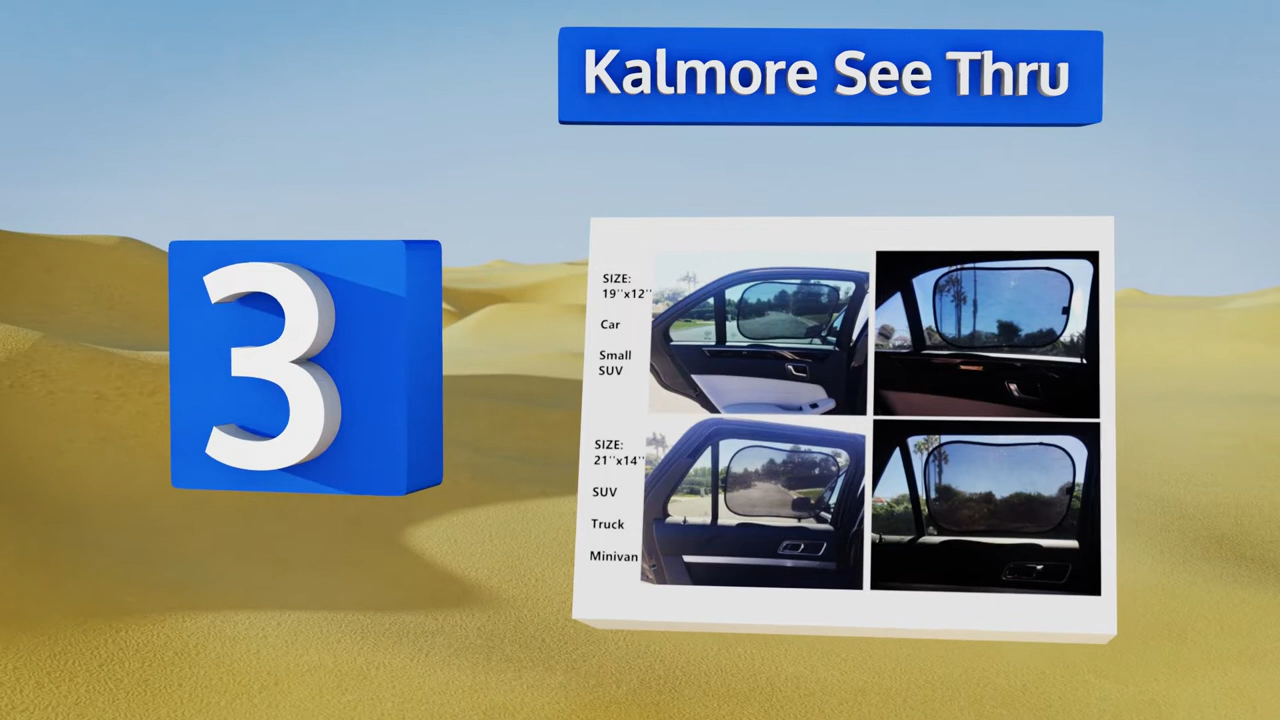 Kalmore See Thru
3
SIZE:
19''x12''
Car
Small
SUV
SIZE:
21''x14''
SUV
Truck
Minivan